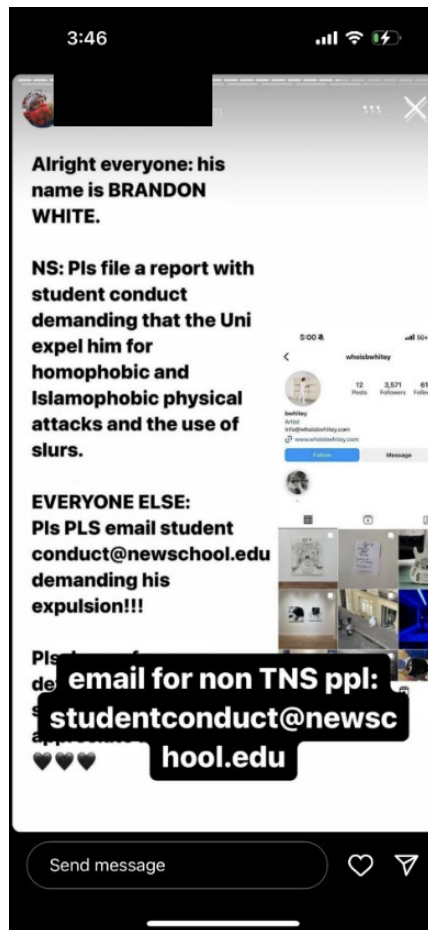 3:46
Alright everyone: his
name is BRANDON
WHITE.
NS: Pls file a report with
student conduct
demanding that the Uni
expel him for
homophobic and
Islamophobic physical
attacks and the use of
slurs.
EVERYONE ELSE:
Pls PLS email student
conduct@newschool.edu
demanding his
expulsion!!!
email for non TNS ppl:
studentconduct@newsc
hool.edu
5:00
whoisbwhitey
12 3,571
Posts Followers
bwhitey
Artist
info@whoisbwhitey.com
www.whoisbwhitey.com
Follow Message
Send message